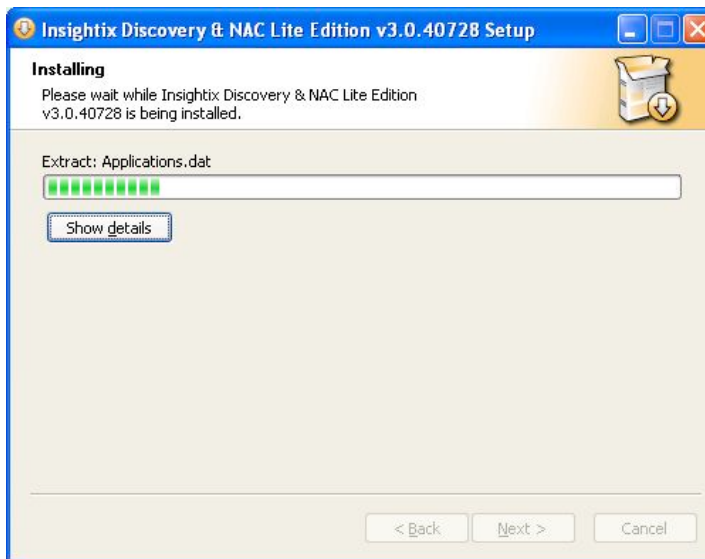 Insightix Discovery & NAC Lite Edition v3.0.40728 Setup
Installing
Please wait while Insightix Discovery & NAC Lite Edition
v3.0.40728 is being installed.
Extract: Applications.dat
Show details
< Back Next > Cancel